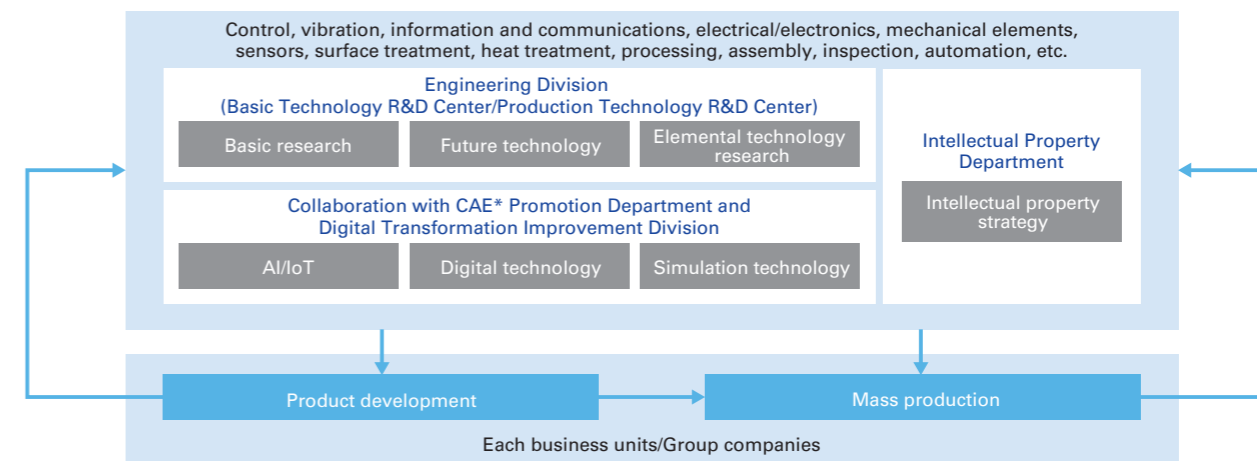 Control, vibration, information and communications, electrical/electronics, mechanical elements,
sensors, surface treatment, heat treatment, processing, assembly, inspection, automation, etc.
Engineering Division
(Basic Technology R&D Center/Production Technology R&D Center)
Basic research
Future technology
Elemental technology
research
Collaboration with CAE* Promotion Department and
Digital Transformation Improvement Division
AI/IoT
Digital technology
Simulation technology
Intellectual Property
Department
Intellectual property
strategy
Product development
Mass production
Each business units/Group companies